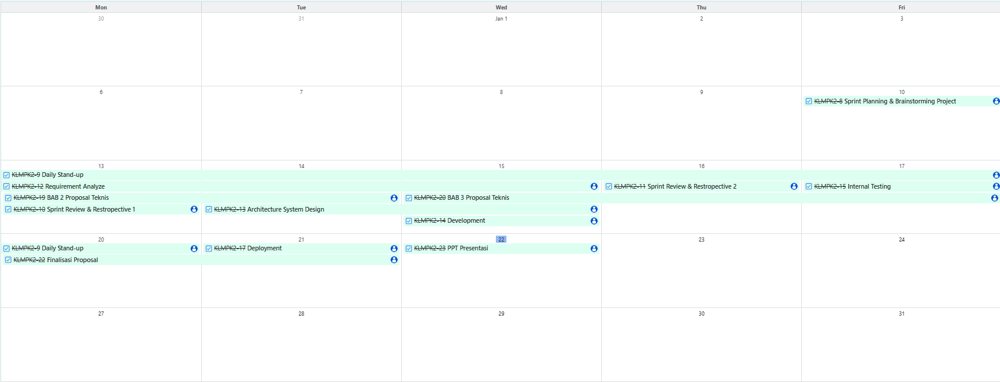 Mon Tue Wed Thu Fri
30 31 Jan 1 2 3
6 7 8 9 10
KLMPK2-8 Sprint Planning & Brainstorming Project
13 14 15 16 17
KLMPK2-9 Daily Stand-up
KLMPK2-12 Requirement Analyze KLMPK2-11 Sprint Review & Restropective 2 KLMPK2-15 Internal Testing
KLMPK2-19 BAB 2 Proposal Teknis KLMPK2-20 BAB 3 Proposal Teknis
KLMPK2-10 Sprint Review & Restropective 1 KLMPK2-13 Architecture System Design
KLMPK2-14 Development
20 21 22 23 24
KLMPK2-9 Daily Stand-up KLMPK2-17 Deployment KLMPK2-23 PPT Presentasi
KLMPK2-22 Finalisasi Proposal
27 28 29 30 31